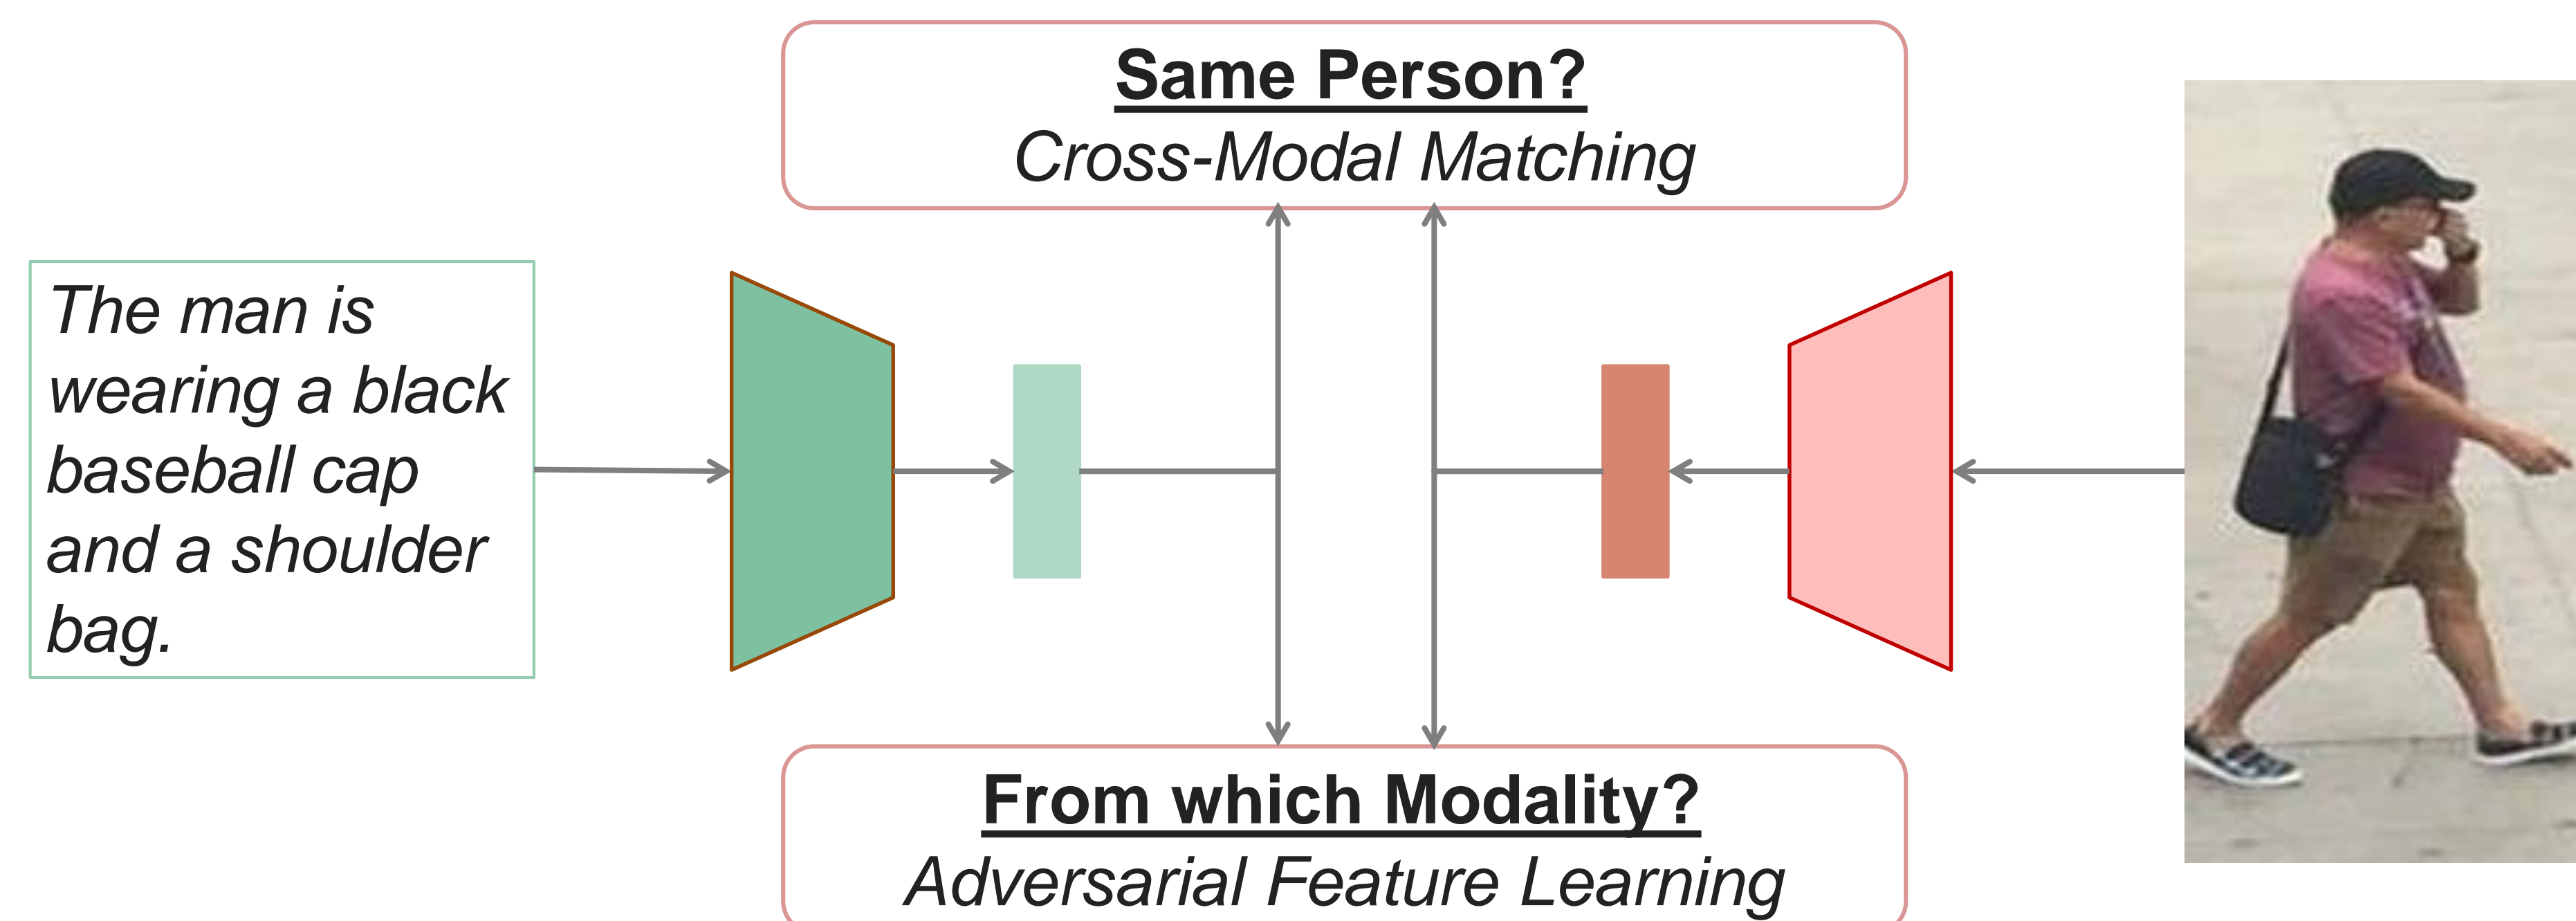 Same Person?
Cross-Modal Matching
The man is
wearing a black
baseball cap
and a shoulder
bag.
From which Modality?
Adversarial Feature Learning